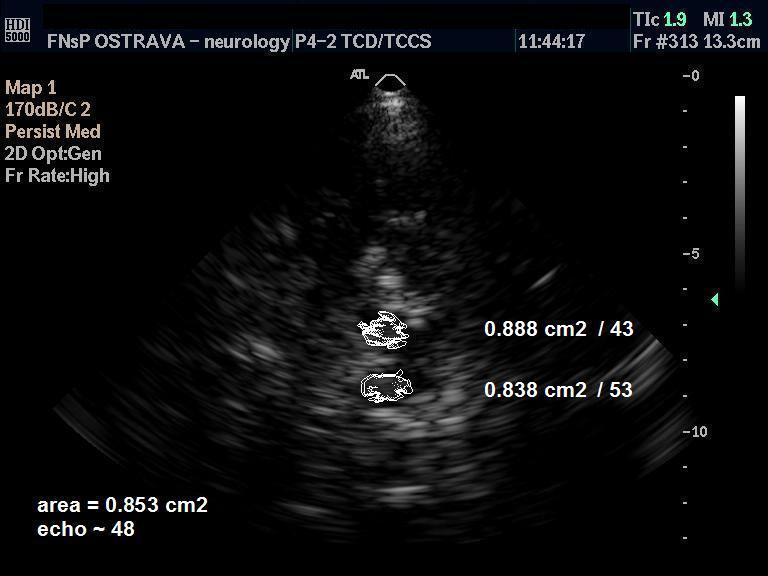 HDI
5000
TIc 1.9 MI 1.3
FNsP OSTRAVA - neurology P4-2 TCD/TCCS 11:44:17 Fr #313 13.3cm
Map 1
170dB/C 2
Persist Med
2D Opt:Gen
Fr Rate:High
ATL
0
5
0.888 cm2 / 43
0.838 cm2 / 53
10
area = 0.853 cm2
echo ~ 48